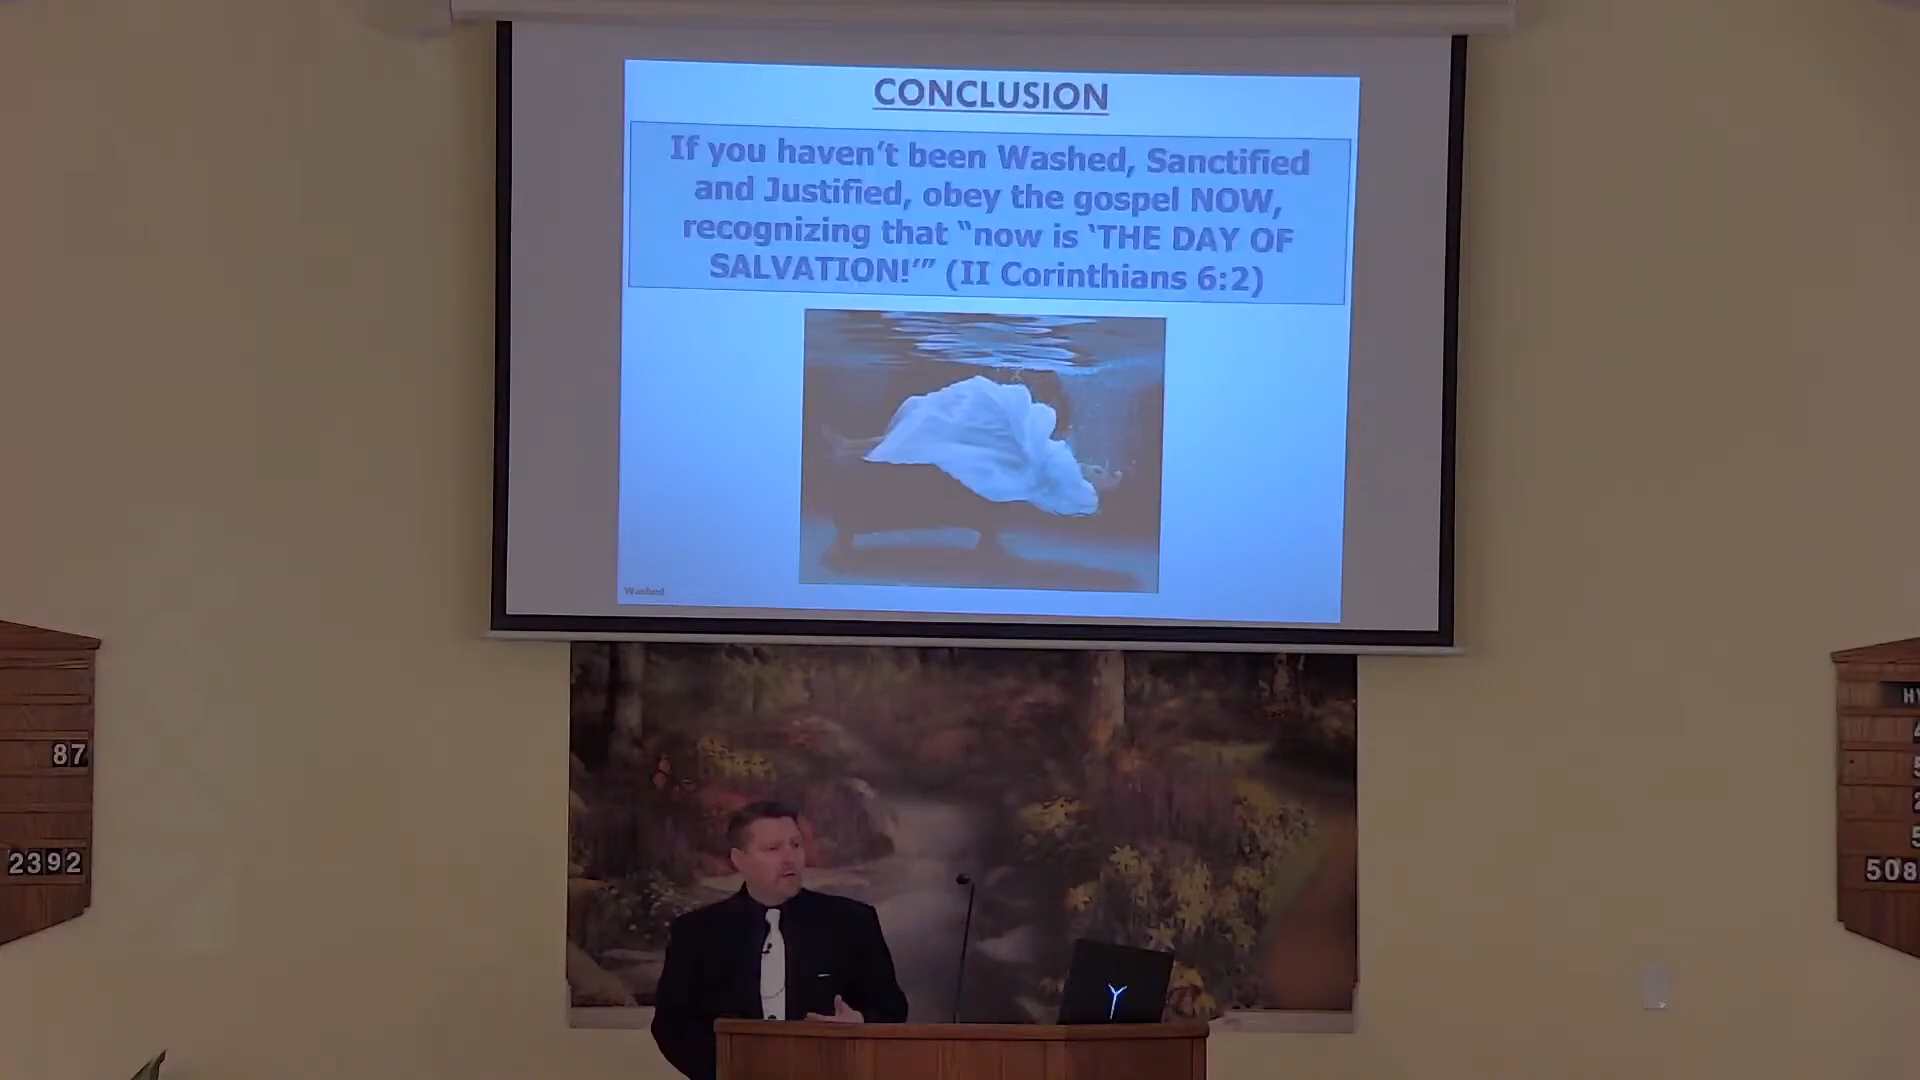 CONCLUSION
If you haven't been Washed, Sanctified
and Justified, obey the gospel NOW,
recognizing that “now is ‘THE DAY OF
SALVATION!’” (II Corinthians 6:2)
Washed
87
2392
508